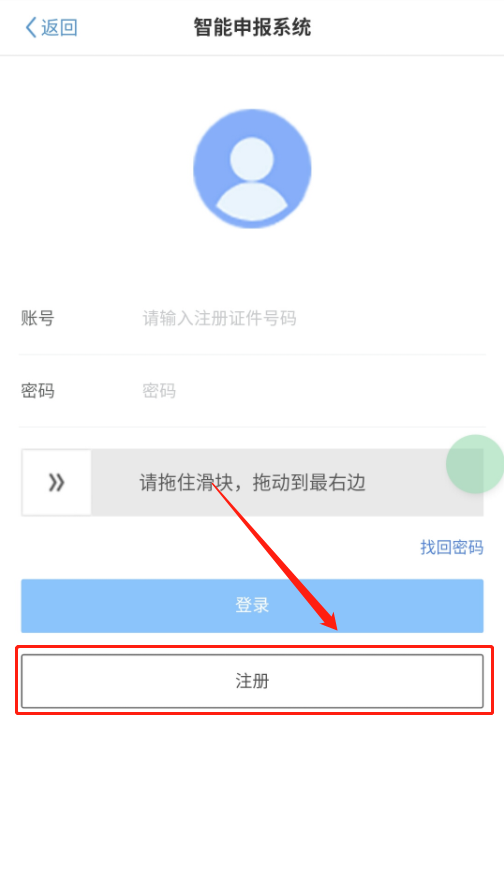 返回 智能申报系统
账号 请输入注册证件号码
密码 密码
请拖住滑块，拖动到最右边
找回密码
登录
注册